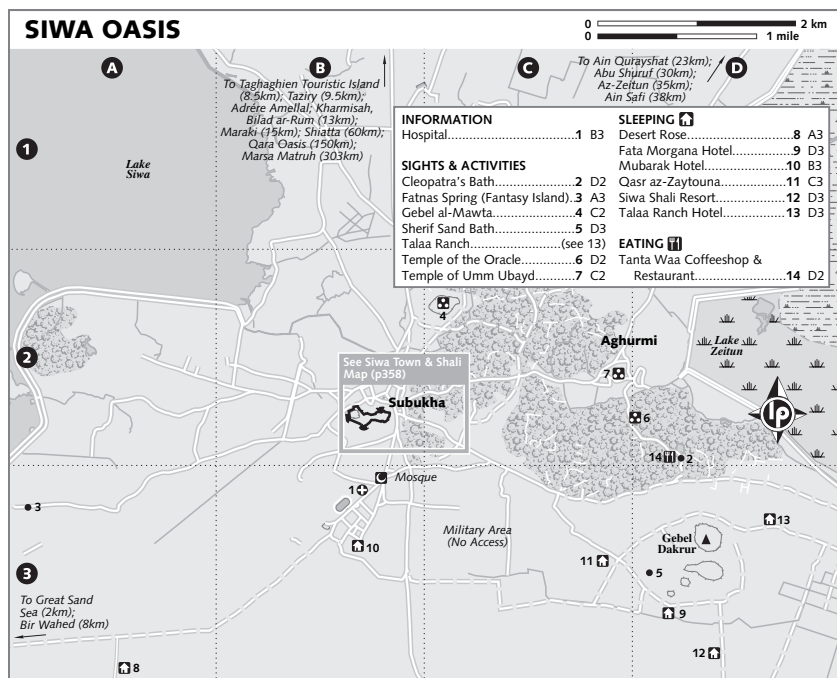 SIWA OASIS
0 2 km
0 1 mile
A B C D
To Taghaghien Touristic Island
(8.5km); Taziry (9.5km);
Adrére Amellal; Kharmisah,
Bilad ar-Rum (13km);
Maraki (15km); Shiatta (60km);
Qara Oasis (150km);
Marsa Matruh (303km)
To Ain Qurayshat (23km);
Abu Shuruf (30km);
Az-Zeitun (35km);
Ain Safi (38km)
INFORMATION
Hospital..................1 B3
SIGHTS & ACTIVITIES
Cleopatra's Bath..................2 D2
Fatnas Spring (Fantasy Island)..3 A3
Gebel al-Mawta..................4 C2
Sherif Sand Bath..................5 D3
Talaa Ranch..................(see 13)
Temple of the Oracle..................6 D2
Temple of Umm Ubayd..........7 C2
SLEEPING
Desert Rose..................8 A3
Fata Morgana Hotel..................9 D3
Mubarak Hotel..................10 B3
Qasr az-Zaytouna..................11 C3
Siwa Shali Resort..................12 D3
Talaa Ranch Hotel..................13 D3
EATING
Tanta Waa Coffeeshop &
Restaurant..................14 D2
1
Lake
Siwa
4
2
Aghurmi
Lake
Zeitun
See Siwa Town & Shali
Map (p358)
7
Subukha
6
lp
14 2
Mosque
1
3
13
Military Area
(No Access)
Gebel
Dakrur
10
11
5
3
To Great Sand
Sea (2km);
Bir Wahed (8km)
9
12
8